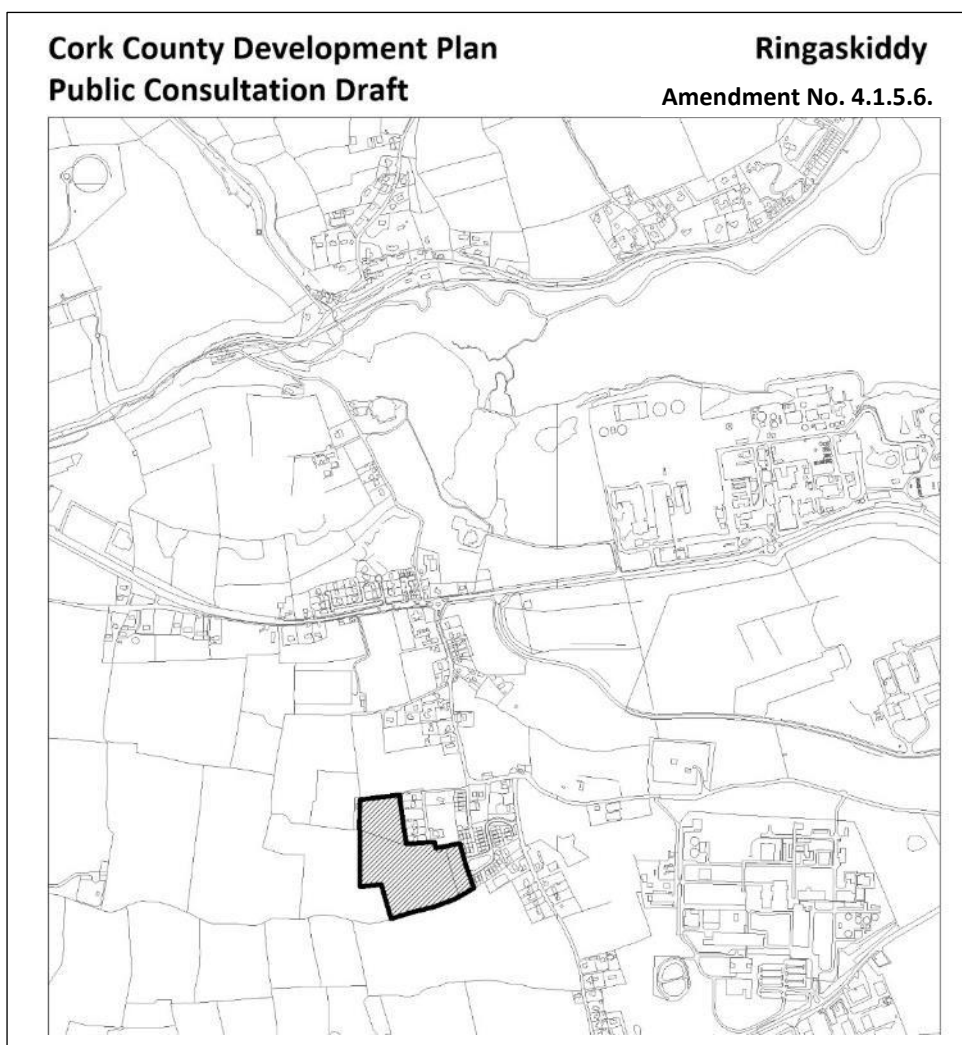 Cork County Development Plan
Public Consultation Draft
Ringaskiddy
Amendment No. 4.1.5.6.